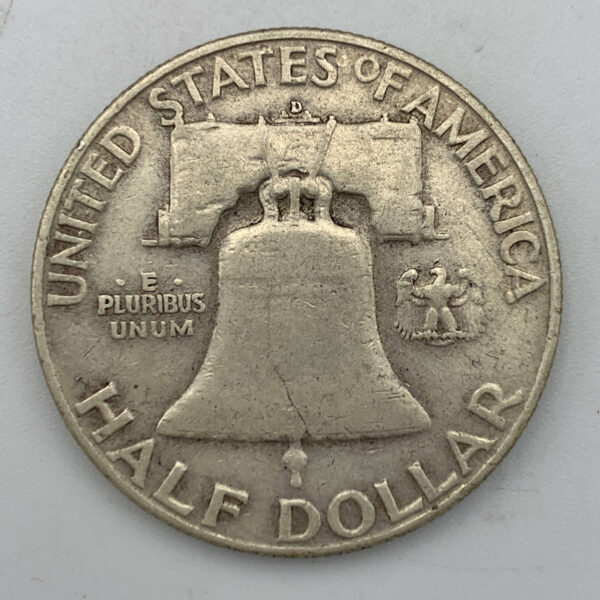 UNITED STATES OF AMERICA
D
· E ·
PLURIBUS
UNUM
HALF DOLLAR